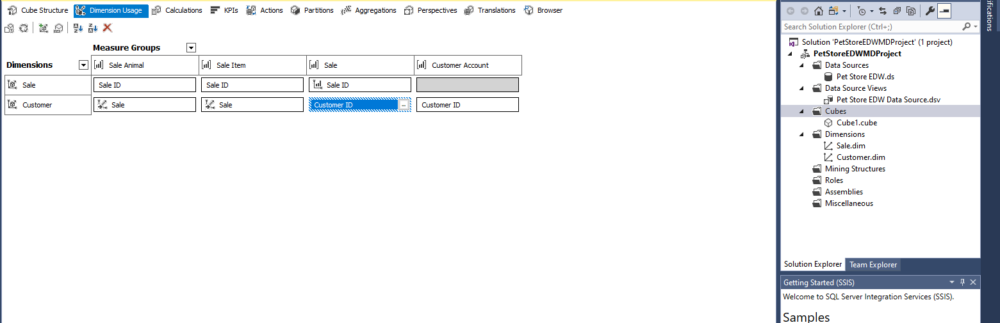 Cube Structure Dimension Usage Calculations KPIs Actions Partitions Aggregations Perspectives Translations Browser
Measure Groups
Dimensions Sale Animal Sale Item Sale Customer Account
Sale Sale ID Sale ID Sale ID
Customer Sale Sale Customer ID ... Customer ID
Search Solution Explorer (Ctrl+;)
Solution 'PetStoreEDWMDProject' (1 project)
PetStoreEDWMDProject
Data Sources
Pet Store EDW.ds
Data Source Views
Pet Store EDW Data Source.dsv
Cubes
Cube1.cube
Dimensions
Sale.dim
Customer.dim
Mining Structures
Roles
Assemblies
Miscellaneous
Solution Explorer Team Explorer
Getting Started (SSIS)
Welcome to SQL Server Integration Services (SSIS).
Samples